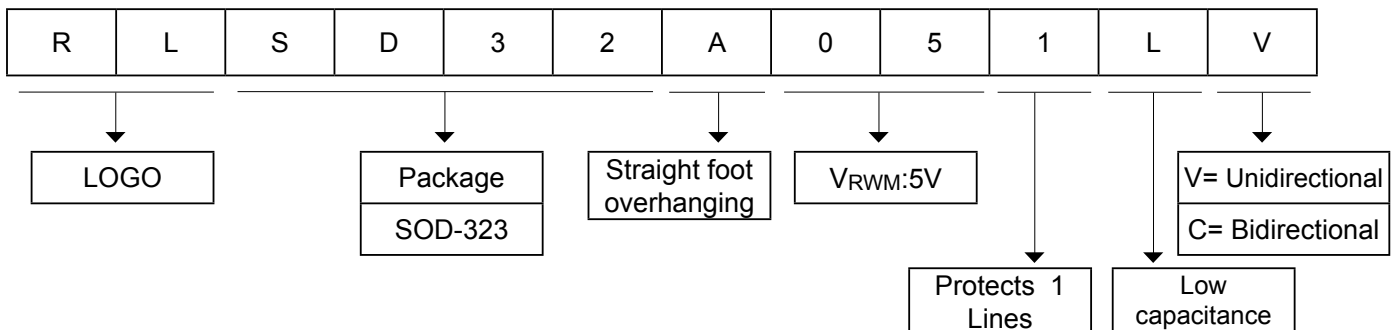 R L S D 3 2 A 0 5 1 L V
LOGO
Package
SOD-323
Straight foot
overhanging
VRWM:5V
V= Unidirectional
C= Bidirectional
Protects 1
Lines
Low
capacitance